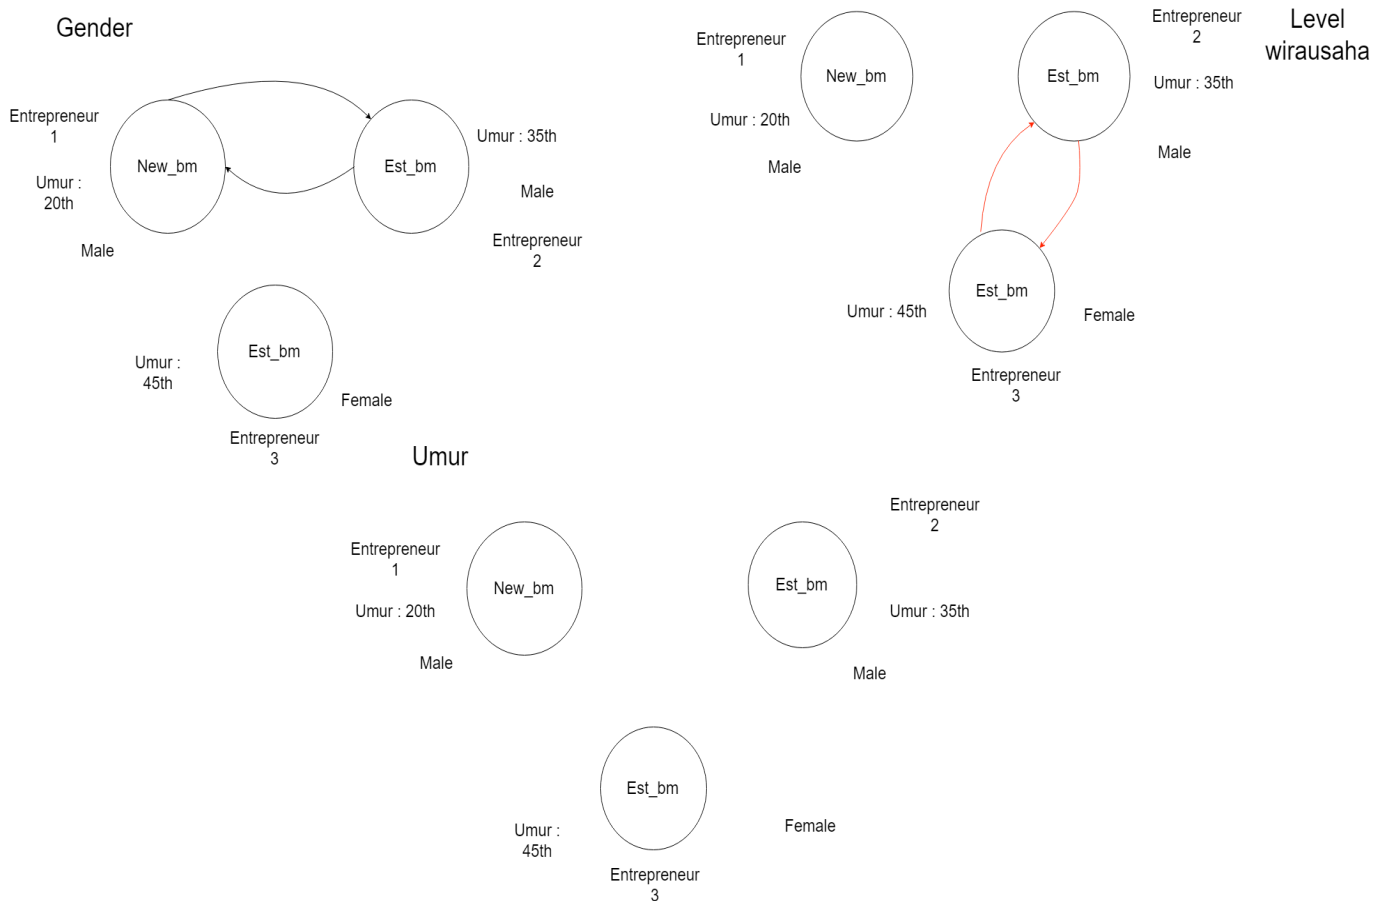 Gender
Entrepreneur
1
New_bm
Umur :
20th
Male
Est_bm
Umur : 35th
Male
Entrepreneur
2
Est_bm
Umur :
45th
Female
Entrepreneur
3
Level
wirausaha
Entrepreneur
1
New_bm
Umur : 20th
Male
Entrepreneur
2
Est_bm
Umur : 35th
Male
Est_bm
Umur : 45th
Female
Entrepreneur
3
Umur
Entrepreneur
1
New_bm
Umur : 20th
Male
Entrepreneur
2
Est_bm
Umur : 35th
Male
Est_bm
Umur :
45th
Female
Entrepreneur
3